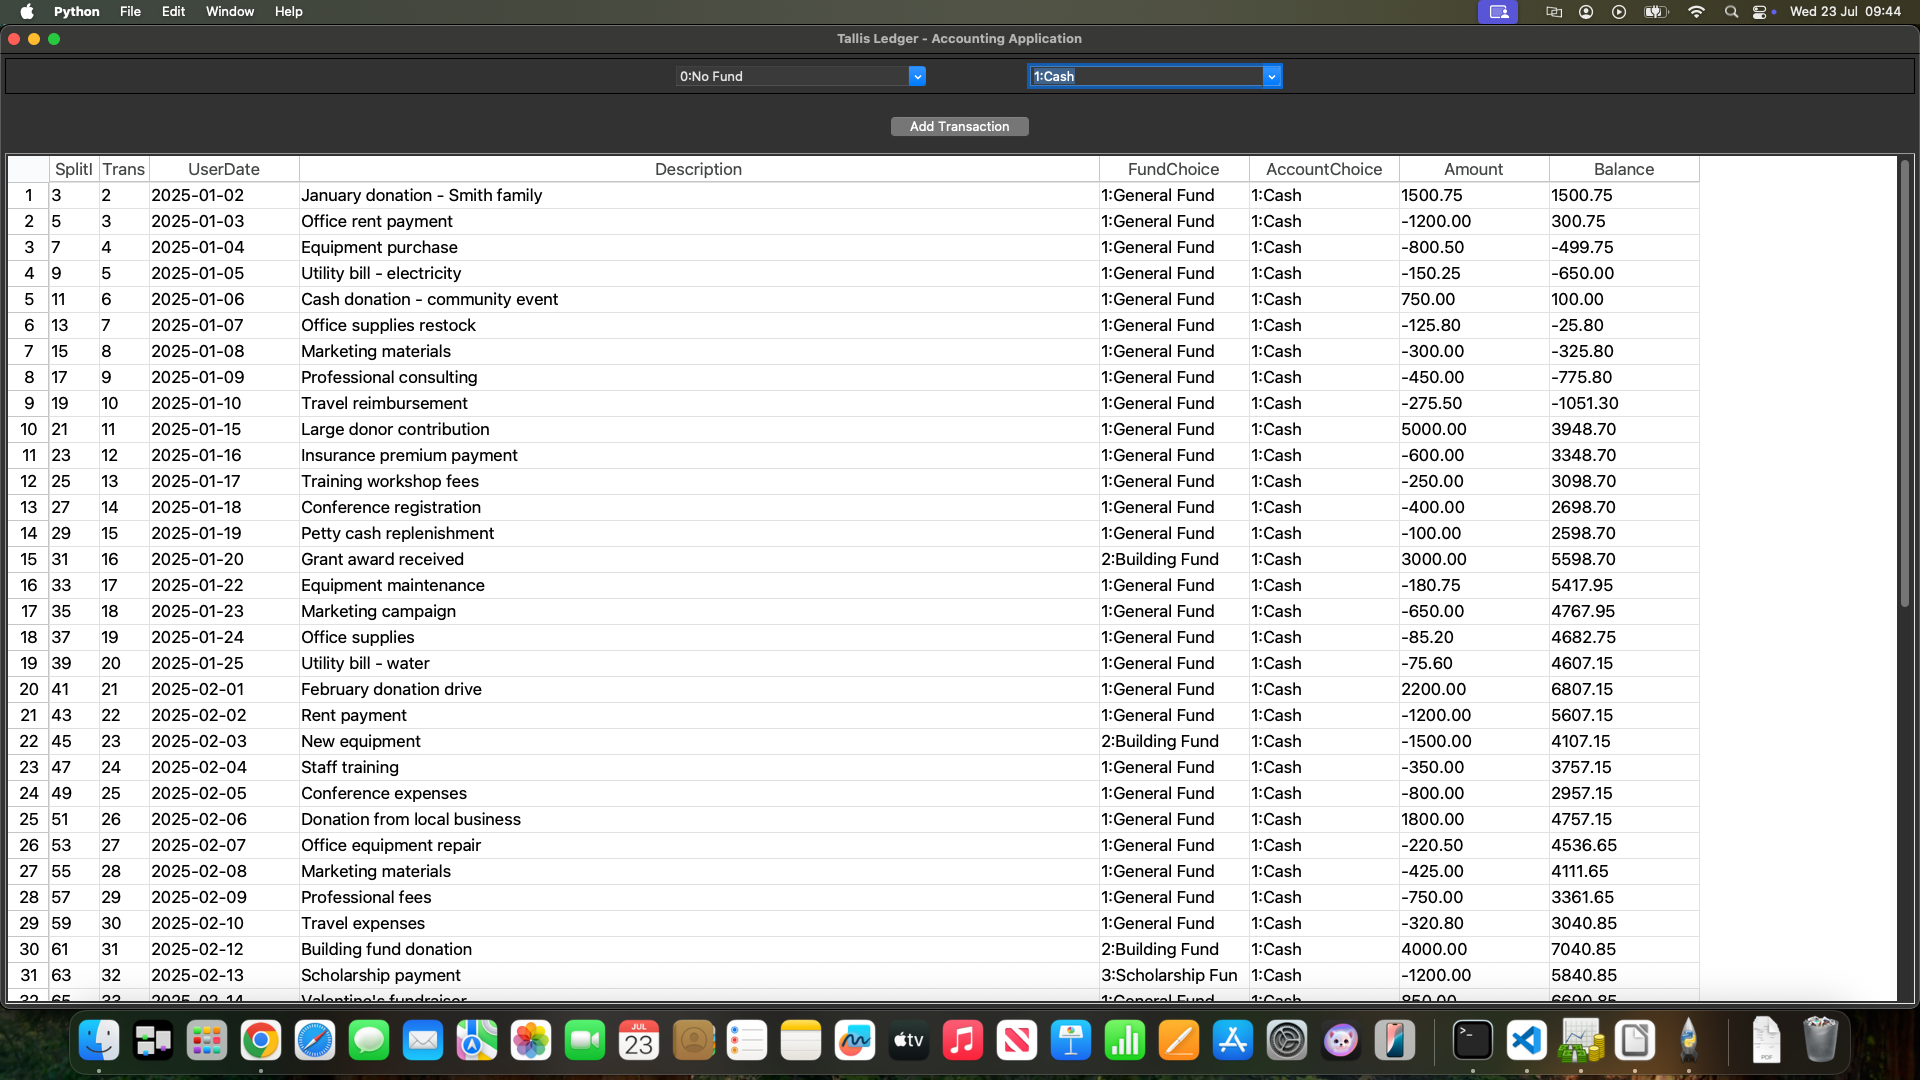 Python File Edit Window Help Wed 23 Jul 09:44
Tallis Ledger - Accounting Application
0:No Fund 1:Cash
Add Transaction
SplitI Trans UserDate Description FundChoice AccountChoice Amount Balance
1 3 2 2025-01-02 January donation - Smith family 1:General Fund 1:Cash 1500.75 1500.75
2 5 3 2025-01-03 Office rent payment 1:General Fund 1:Cash -1200.00 300.75
3 7 4 2025-01-04 Equipment purchase 1:General Fund 1:Cash -800.50 -499.75
4 9 5 2025-01-05 Utility bill - electricity 1:General Fund 1:Cash -150.25 -650.00
5 11 6 2025-01-06 Cash donation - community event 1:General Fund 1:Cash 750.00 100.00
6 13 7 2025-01-07 Office supplies restock 1:General Fund 1:Cash -125.80 -25.80
7 15 8 2025-01-08 Marketing materials 1:General Fund 1:Cash -300.00 -325.80
8 17 9 2025-01-09 Professional consulting 1:General Fund 1:Cash -450.00 -775.80
9 19 10 2025-01-10 Travel reimbursement 1:General Fund 1:Cash -275.50 -1051.30
10 21 11 2025-01-15 Large donor contribution 1:General Fund 1:Cash 5000.00 3948.70
11 23 12 2025-01-16 Insurance premium payment 1:General Fund 1:Cash -600.00 3348.70
12 25 13 2025-01-17 Training workshop fees 1:General Fund 1:Cash -250.00 3098.70
13 27 14 2025-01-18 Conference registration 1:General Fund 1:Cash -400.00 2698.70
14 29 15 2025-01-19 Petty cash replenishment 1:General Fund 1:Cash -100.00 2598.70
15 31 16 2025-01-20 Grant award received 2:Building Fund 1:Cash 3000.00 5598.70
16 33 17 2025-01-22 Equipment maintenance 1:General Fund 1:Cash -180.75 5417.95
17 35 18 2025-01-23 Marketing campaign 1:General Fund 1:Cash -650.00 4767.95
18 37 19 2025-01-24 Office supplies 1:General Fund 1:Cash -85.20 4682.75
19 39 20 2025-01-25 Utility bill - water 1:General Fund 1:Cash -75.60 4607.15
20 41 21 2025-02-01 February donation drive 1:General Fund 1:Cash 2200.00 6807.15
21 43 22 2025-02-02 Rent payment 1:General Fund 1:Cash -1200.00 5607.15
22 45 23 2025-02-03 New equipment 2:Building Fund 1:Cash -1500.00 4107.15
23 47 24 2025-02-04 Staff training 1:General Fund 1:Cash -350.00 3757.15
24 49 25 2025-02-05 Conference expenses 1:General Fund 1:Cash -800.00 2957.15
25 51 26 2025-02-06 Donation from local business 1:General Fund 1:Cash 1800.00 4757.15
26 53 27 2025-02-07 Office equipment repair 1:General Fund 1:Cash -220.50 4536.65
27 55 28 2025-02-08 Marketing materials 1:General Fund 1:Cash -425.00 4111.65
28 57 29 2025-02-09 Professional fees 1:General Fund 1:Cash -750.00 3361.65
29 59 30 2025-02-10 Travel expenses 1:General Fund 1:Cash -320.80 3040.85
30 61 31 2025-02-12 Building fund donation 2:Building Fund 1:Cash 4000.00 7040.85
31 63 32 2025-02-13 Scholarship payment 3:Scholarship Fun 1:Cash -1200.00 5840.85
32 65 33 2025-02-14 Valentine's fundraiser 1:General Fund 1:Cash 850.00 6690.85
JUL
23
tv
PDF